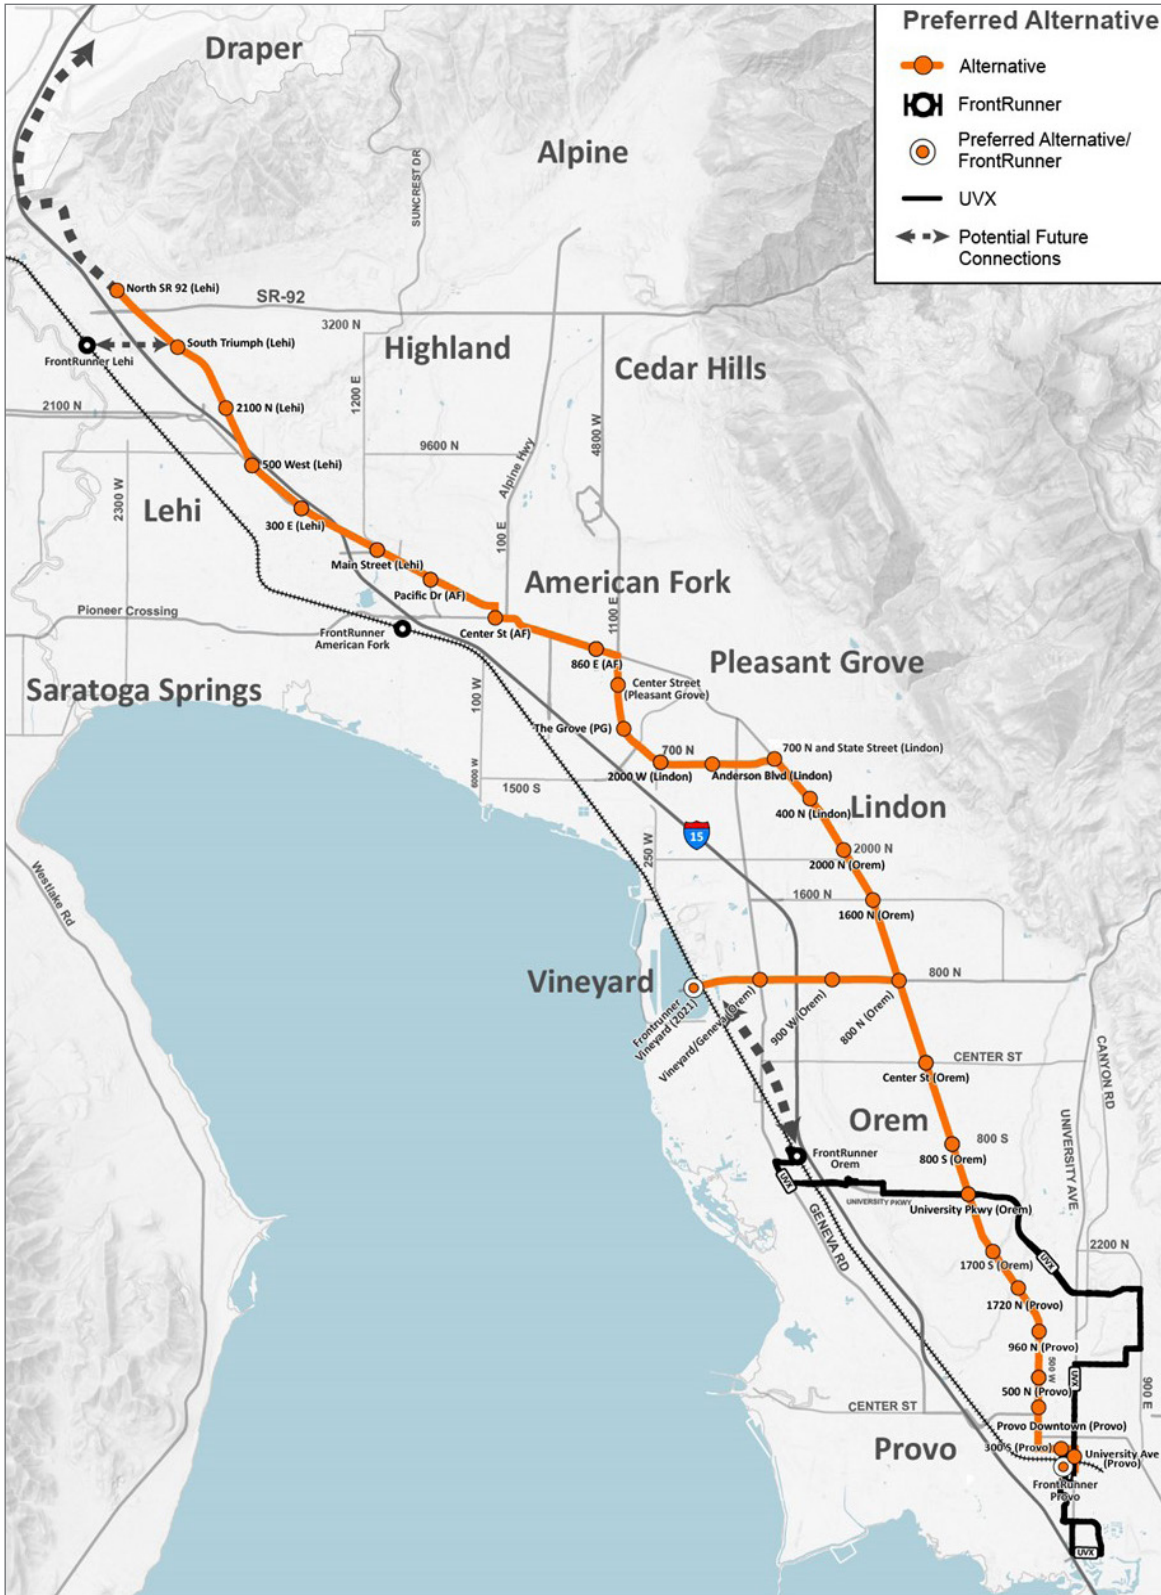 Preferred Alternative
Alternative
FrontRunner
Preferred Alternative/
FrontRunner
UVX
Potential Future
Connections
Draper
Alpine
SUNCREST DR
North SR 92 (Lehi)
SR-92
3200 N
South Triumph (Lehi)
FrontRunner Lehi
Highland
Cedar Hills
1200 E
2100 N
2100 N (Lehi)
4800 W
9600 N
Alpine Hwy
500 West (Lehi)
2300 W
Lehi
300 E (Lehi)
100 E
Main Street (Lehi)
American Fork
Pacific Dr (AF)
1100 E
Pioneer Crossing
FrontRunner
American Fork
Center St (AF)
860 E (AF)
Pleasant Grove
Saratoga Springs
100 W
Center Street
(Pleasant Grove)
The Grove (PG)
700 N
700 N and State Street (Lindon)
6000 W
2000 W (Lindon)
Anderson Blvd (Lindon)
1500 S
Lindon
400 N (Lindon)
15
250 W
2000 N
2000 N (Orem)
Westlake Rd
1600 N
1600 N (Orem)
Vineyard
800 N
Frontrunner
Vineyard (2021)
Vineyard/Geneva (Orem)
900 W (Orem)
800 N (Orem)
CENTER ST
CANYON RD
Center St (Orem)
Orem
UNIVERSITY AVE
800 S
800 S (Orem)
FrontRunner
Orem
UVX
UNIVERSITY PKWY
University Pkwy (Orem)
GENEVA RD
2200 N
UVX
1700 S (Orem)
1720 N (Provo)
960 N (Provo)
500 W
UVX
900 E
500 N (Provo)
CENTER ST
Provo Downtown (Provo)
Provo
300 S (Provo)
University Ave
(Provo)
FrontRunner
Provo
UVX